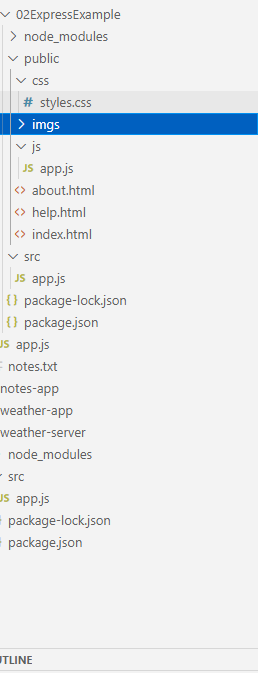 02ExpressExample
node_modules
public
css
# styles.css
imgs
js
JS app.js
<> about.html
<> help.html
<> index.html
src
JS app.js
{} package-lock.json
{} package.json
JS app.js
notes.txt
notes-app
weather-app
weather-server
node_modules
src
JS app.js
package-lock.json
package.json
UTLINE